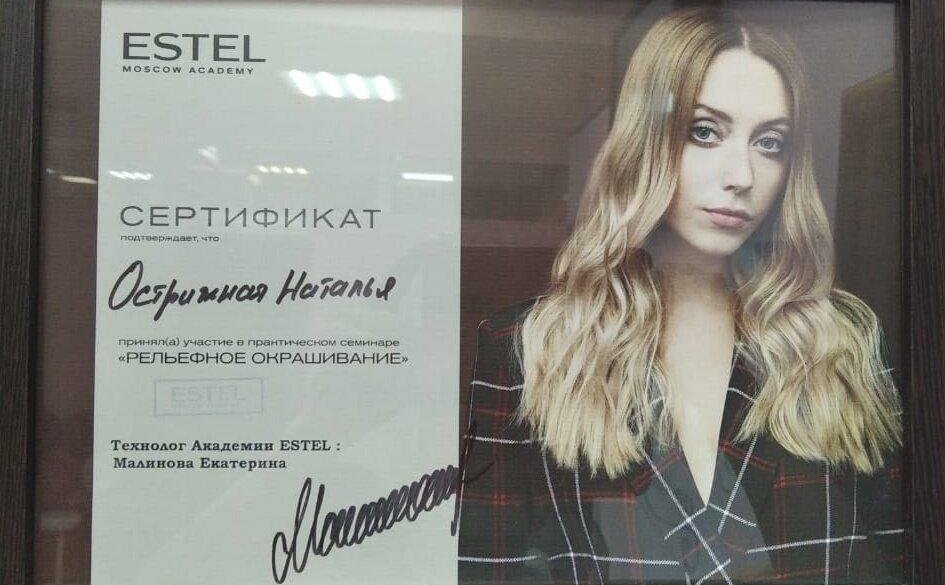 ESTEL
MOSCOW ACADEMY
СЕРТИФИКАТ
подтверждает, что
Острижная Наталья
принял(а) участие в практическом семинаре
«РЕЛЬЕФНОЕ ОКРАШИВАНИЕ»
ESTEL
Технолог Академии ESTEL :
Малинова Екатерина